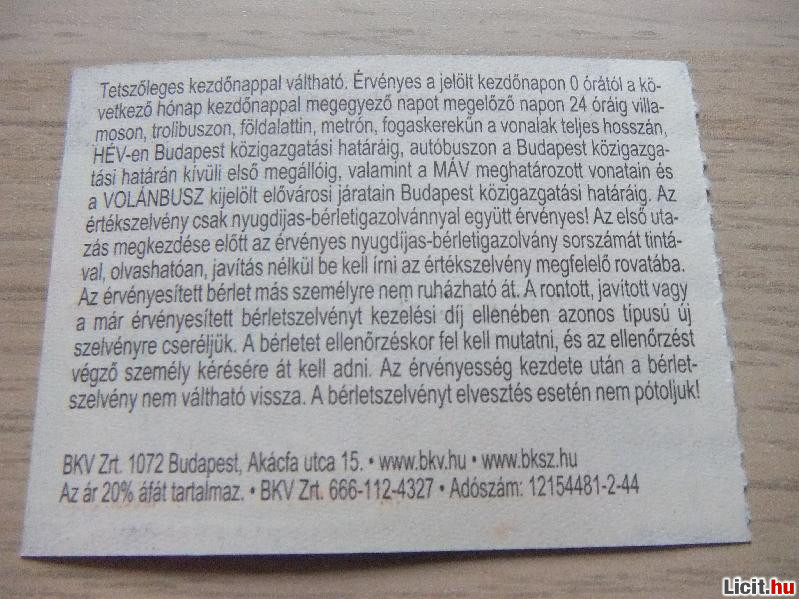 Tetszőleges kezdőnappal váltható. Érvényes a jelölt kezdőnapon 0 órától a kö-
vetkező hónap kezdőnappal megegyező napot megelőző napon 24 óráig villa-
moson, trolibuszon, földalattin, metrón, fogaskerekűn a vonalak teljes hosszán,
HÉV-en Budapest közigazgatási határáig, autóbuszon a Budapest közigazga-
tási határán kívüli első megállóig, valamint a MÁV meghatározott vonatain és
a VOLÁNBUSZ kijelölt elővárosi járatain Budapest közigazgatási határáig. Az
értékszelvény csak nyugdíjas-bérletigazolvánnyal együtt érvényes! Az első uta-
zás megkezdése előtt az érvényes nyugdíjas-bérletigazolvány sorszámát tintá-
val, olvashatóan, javítás nélkül be kell írni az értékszelvény megfelelő rovatába.
Az érvényesített bérlet más személyre nem ruházható át. A rontott, javított vagy
a már érvényesített bérletszelvényt kezelési díj ellenében azonos típusú új
szelvényre cseréljük. A bérletet ellenőrzéskor fel kell mutatni, és az ellenőrzést
végző személy kérésére át kell adni. Az érvényesség kezdete után a bérlet-
szelvény nem váltható vissza. A bérletszelvényt elvesztés esetén nem pótoljuk!
BKV Zrt. 1072 Budapest, Akácfa utca 15. • www.bkv.hu • www.bksz.hu
Az ár 20% áfát tartalmaz. • BKV Zrt. 666-112-4327 • Adószám: 12154481-2-44
Licit.hu